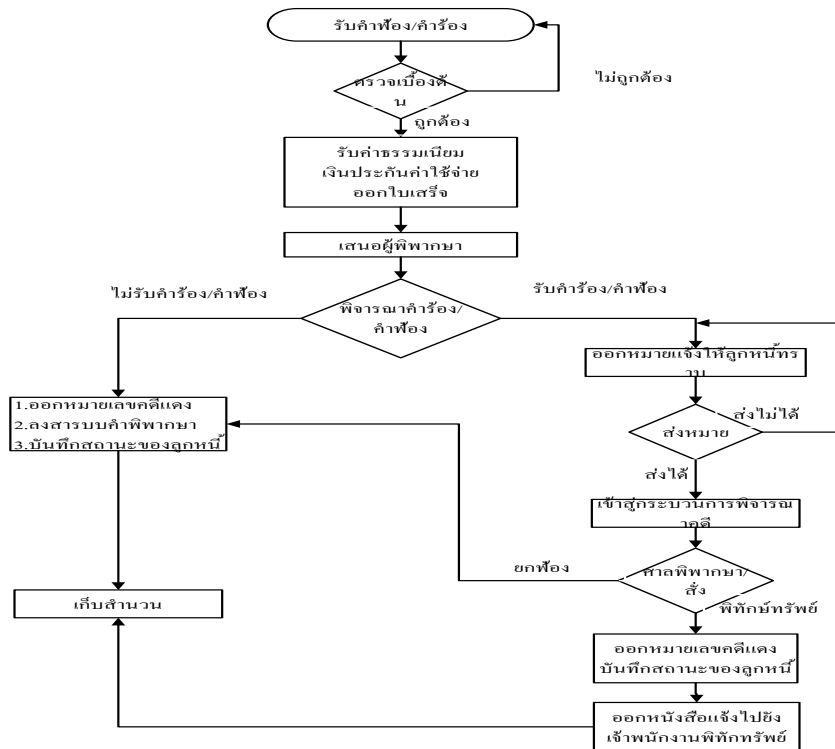 รับคำฟ้อง/คำร้อง
ตรวจเบื้องต้
น
ไม่ถูกต้อง
ถูกต้อง
รับค่าธรรมเนียม
เงินประกันค่าใช้จ่าย
ออกใบเสร็จ
เสนอผู้พิพากษา
ไม่รับคำร้อง/คำฟ้อง
พิจารณาคำร้อง/
คำฟ้อง
รับคำร้อง/คำฟ้อง
ออกหมายแจ้งให้ลูกหนี้ทร
าบ
1.ออกหมายเลขคดีแดง
2.ลงสารบบคำพิพากษา
3.บันทึกสถานะของลูกหนี้
ส่งหมาย
ส่งไม่ได้
ส่งได้
เข้าสู่กระบวนการพิจารณ
าคดี
ยกฟ้อง
ศาลพิพากษา/
สั่ง
พิทักษ์ทรัพย์
เก็บสำนวน
ออกหมายเลขคดีแดง
บันทึกสถานะของลูกหนี้
ออกหนังสือแจ้งไปยัง
เจ้าพนักงานพิทักทรัพย์